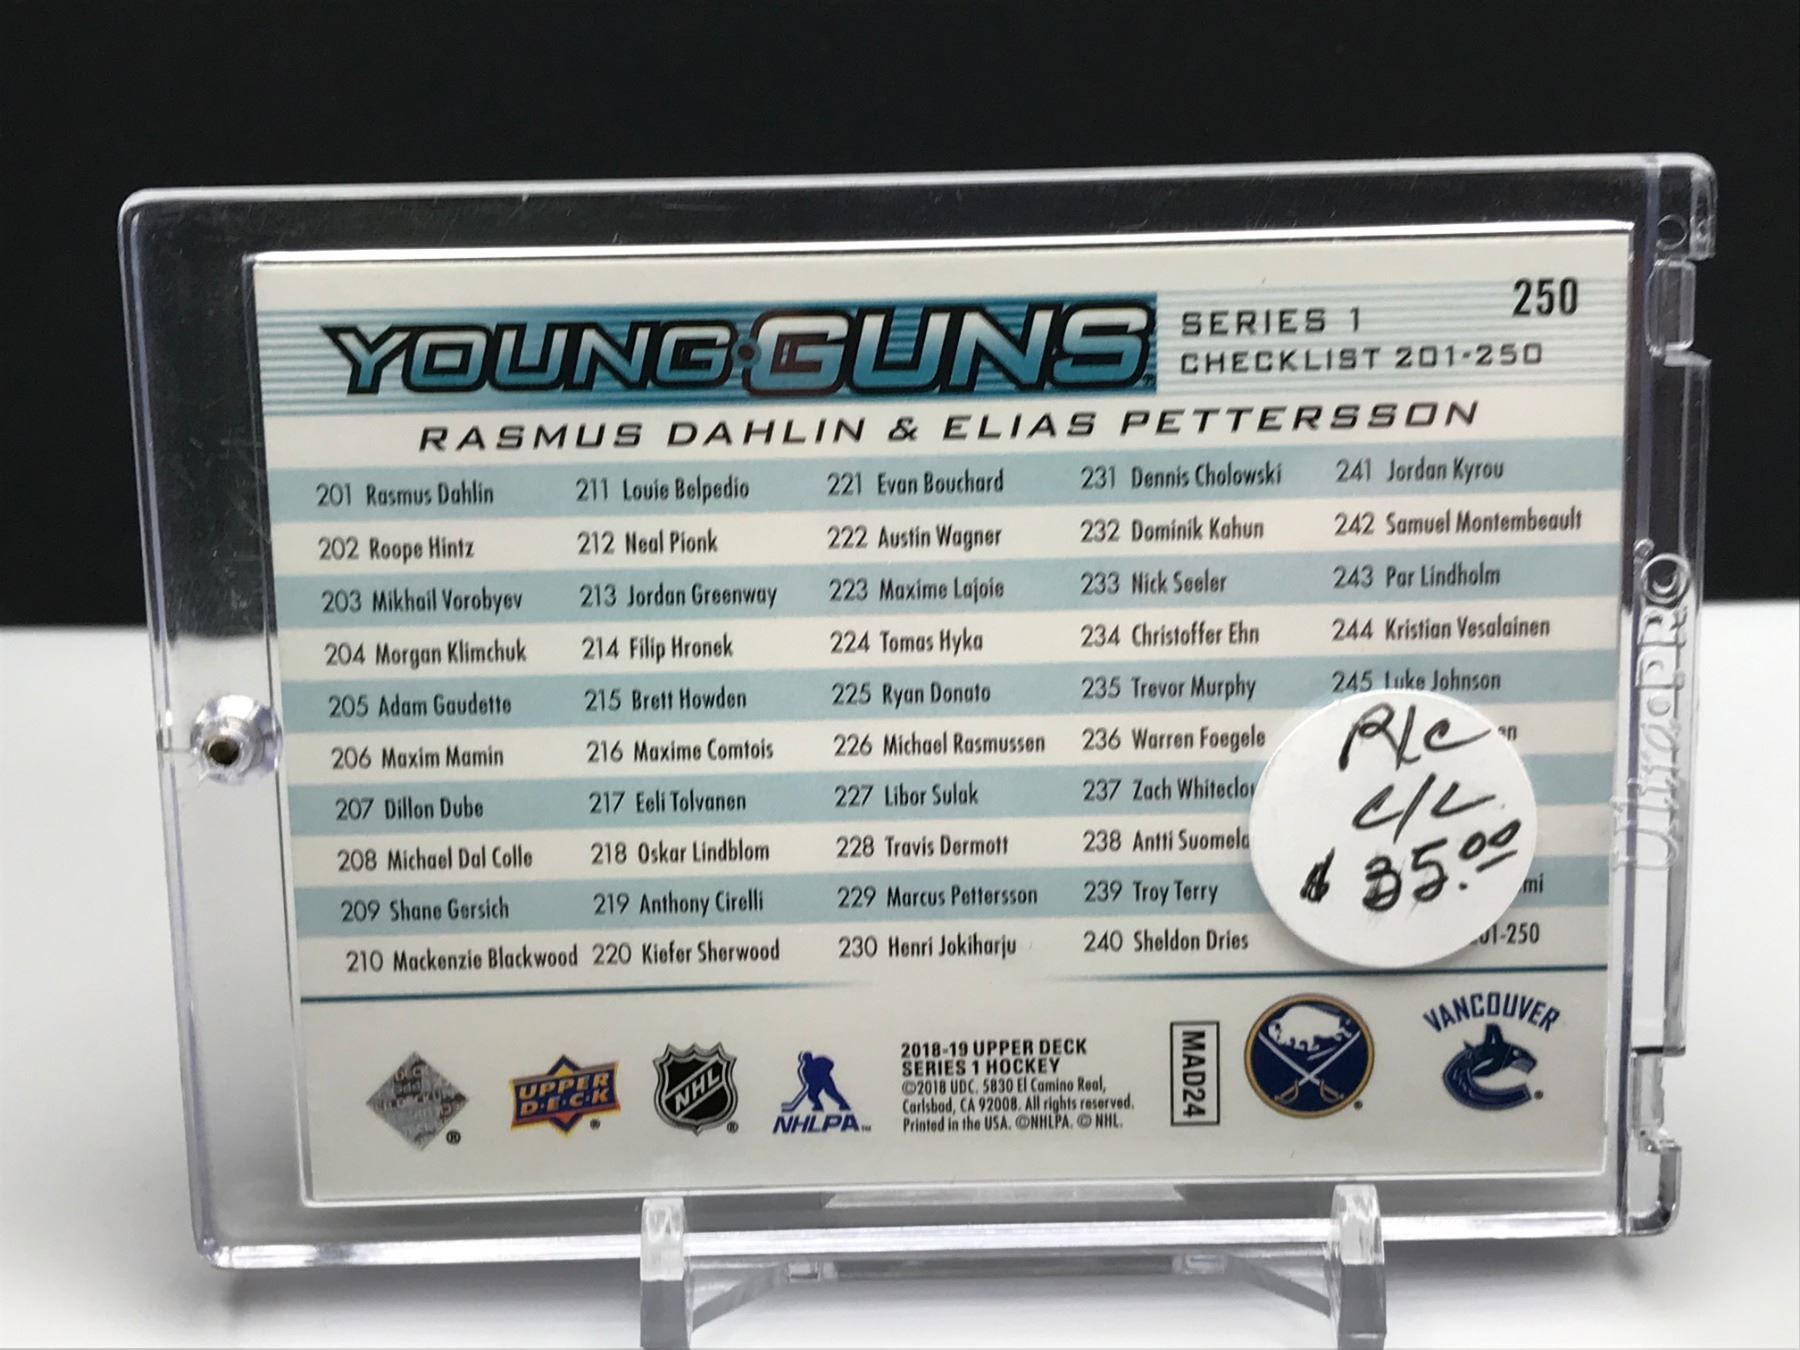 250
YOUNG GUNS
SERIES 1
CHECKLIST 201-250
RASMUS DAHLIN & ELIAS PETTERSSON
201 Rasmus Dahlin
202 Roope Hintz
203 Mikhail Vorobyev
204 Morgan Klimchuk
205 Adam Gaudette
206 Maxim Mamin
207 Dillon Dube
208 Michael Dal Colle
209 Shane Gersich
210 Mackenzie Blackwood
211 Louie Belpedio
212 Neal Pionk
213 Jordan Greenway
214 Filip Hronek
215 Brett Howden
216 Maxime Comtois
217 Eeli Tolvanen
218 Oskar Lindblom
219 Anthony Cirelli
220 Kiefer Sherwood
221 Evan Bouchard
222 Austin Wagner
223 Maxime Lajoie
224 Tomas Hyka
225 Ryan Donato
226 Michael Rasmussen
227 Libor Sulak
228 Travis Dermott
229 Marcus Pettersson
230 Henri Jokiharju
231 Dennis Cholowski
232 Dominik Kahun
233 Nick Seeler
234 Christoffer Ehn
235 Trevor Murphy
236 Warren Foegele
237 Zach
238 Antti
239 Troy Terry
240 Sheldon Dries
241 Jordan Kyrou
242 Samuel Montembeault
243 Par Lindholm
244 Kristian Vesalainen
245 Luke Johnson
R/C
C/L
$ 35.00
UPPER
D·E·C·K
NHL
NHLPA
2018-19 UPPER DECK
SERIES 1 HOCKEY
©2018 UDC. 5830 El Camino Real,
Carlsbad, CA 92008. All rights reserved.
Printed in the USA. ©NHLPA. © NHL.
MAD24
VANCOUVER
UltraPro